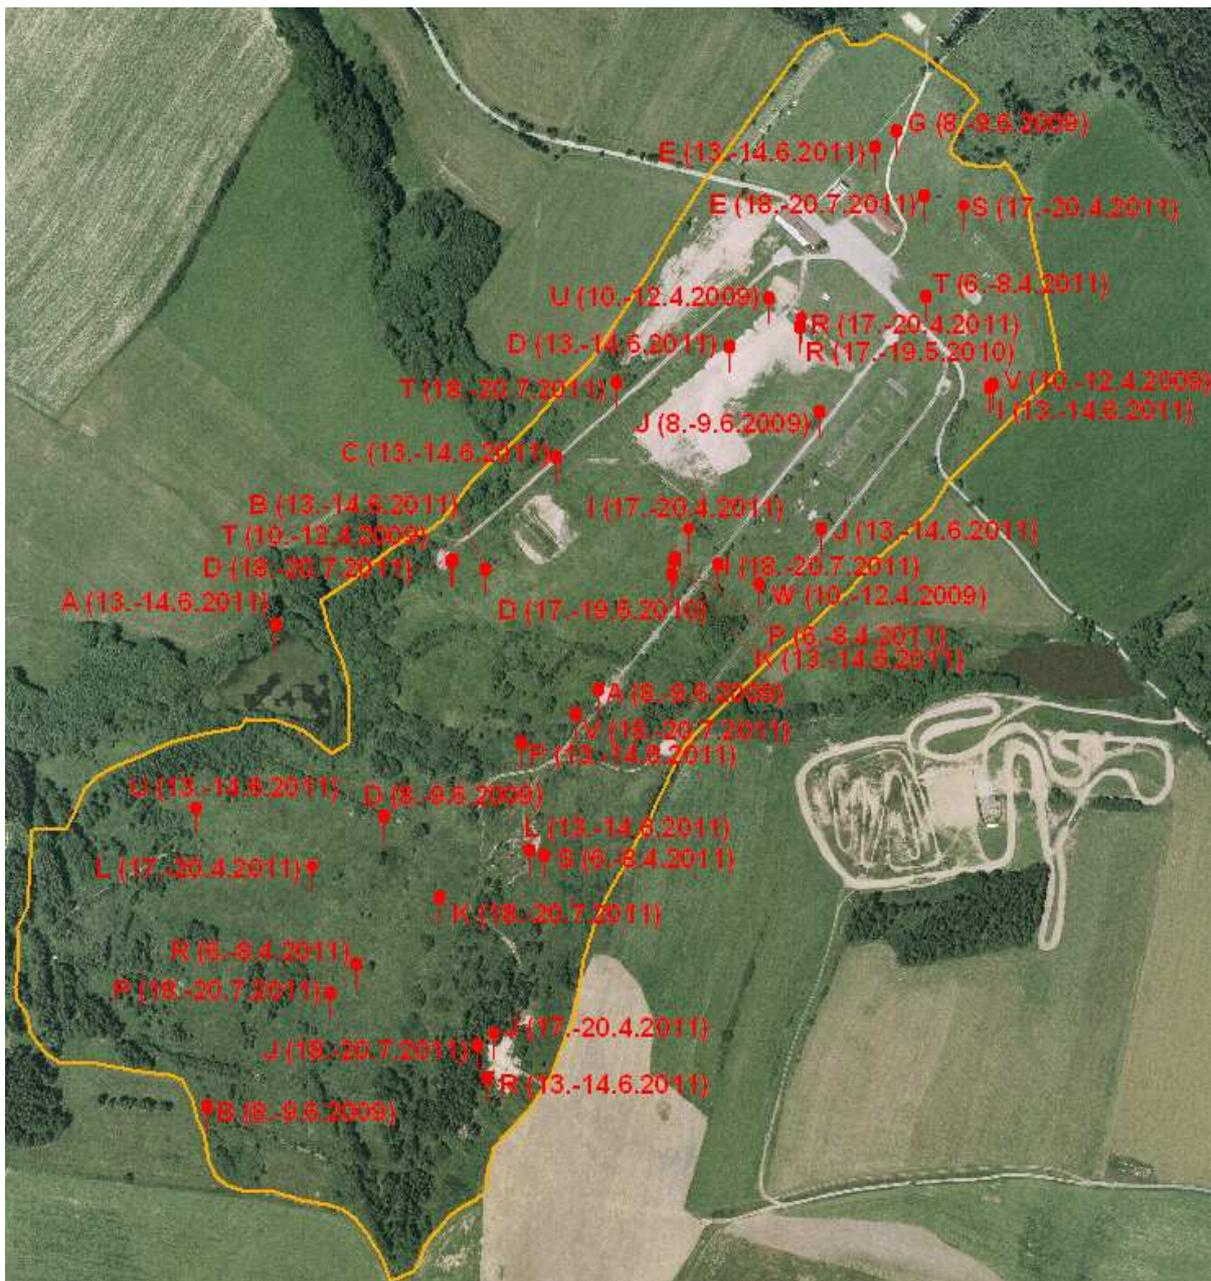 G (8.-9.6.2009)
E (13.-14.6.2011)
E (18.-20.7.2011)
S (17.-20.4.2011)
T (6.-8.4.2011)
U (10.-12.4.2009)
R (17.-20.4.2011)
D (13.-14.6.2011)
R (17.-19.5.2010)
V (10.-12.4.2009)
T (18.-20.7.2011)
I (13.-14.6.2011)
J (8.-9.6.2009)
C (13.-14.6.2011)
B (13.-14.6.2011)
I (17.-20.4.2011)
T (10.-12.4.2009)
J (13.-14.6.2011)
D (18.-20.7.2011)
I (18.-20.7.2011)
A (13.-14.6.2011)
D (17.-19.5.2010)
W (10.-12.4.2009)
P (6.-8.4.2011)
K (13.-14.6.2011)
A (8.-9.6.2009)
V (18.-20.7.2011)
P (13.-14.6.2011)
U (13.-14.6.2011)
D (8.-9.6.2009)
L (13.-14.6.2011)
L (17.-20.4.2011)
S (6.-8.4.2011)
K (18.-20.7.2011)
R (6.-8.4.2011)
P (18.-20.7.2011)
J (17.-20.4.2011)
J (18.-20.7.2011)
R (13.-14.6.2011)
B (8.-9.6.2009)